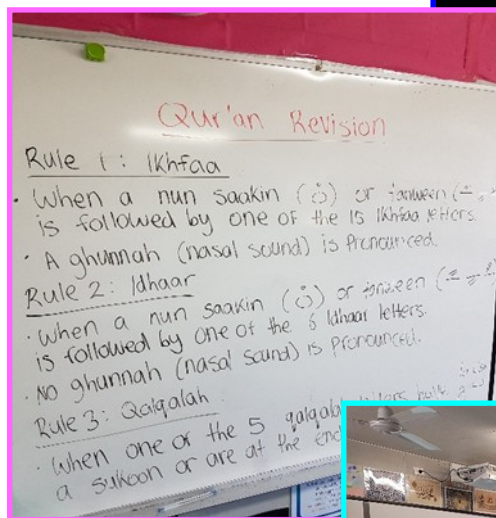 Qur'an Revision
Rule 1: Ikhfaa
· When a nun saakin (نْ) or tanween (
is followed by one of the 15 Ikhfaa letters.
· A ghunnah (nasal sound) is Pronounced.
Rule 2: Idhaar
· When a nun saakin (نْ) or tanween (
is followed by one of the 6 Idhaar letters.
· No ghunnah (nasal sound) is Pronounced.
Rule 3: Qalqalah
· When one of the 5 qalqalah letters have
a sukoon or are at the end